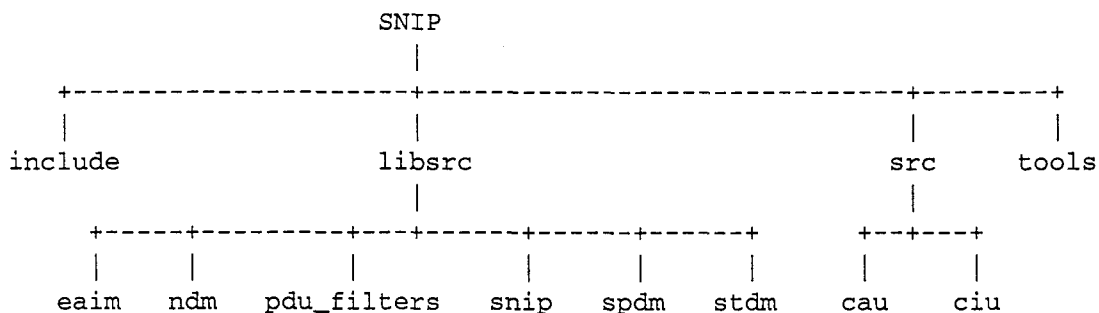 SNIP
include libsrc src tools
eaim ndm pdu_filters snip spdm stdm cau ciu